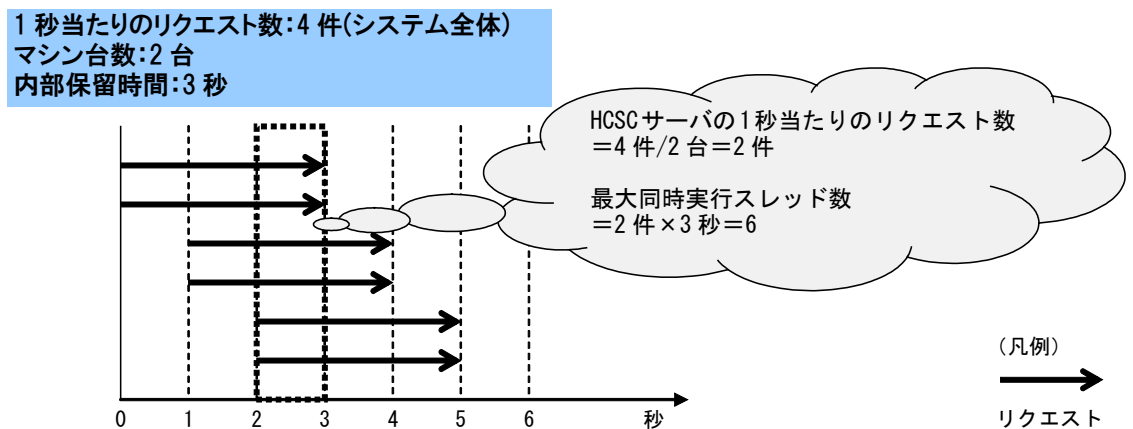 1 秒当たりのリクエスト数:4 件(システム全体)
マシン台数:2 台
内部保留時間:3 秒
HCSCサーバの1秒当たりのリクエスト数
=4 件/2 台=2 件
最大同時実行スレッド数
=2 件×3 秒=6
(凡例)
リクエスト
0 1 2 3 4 5 6 秒